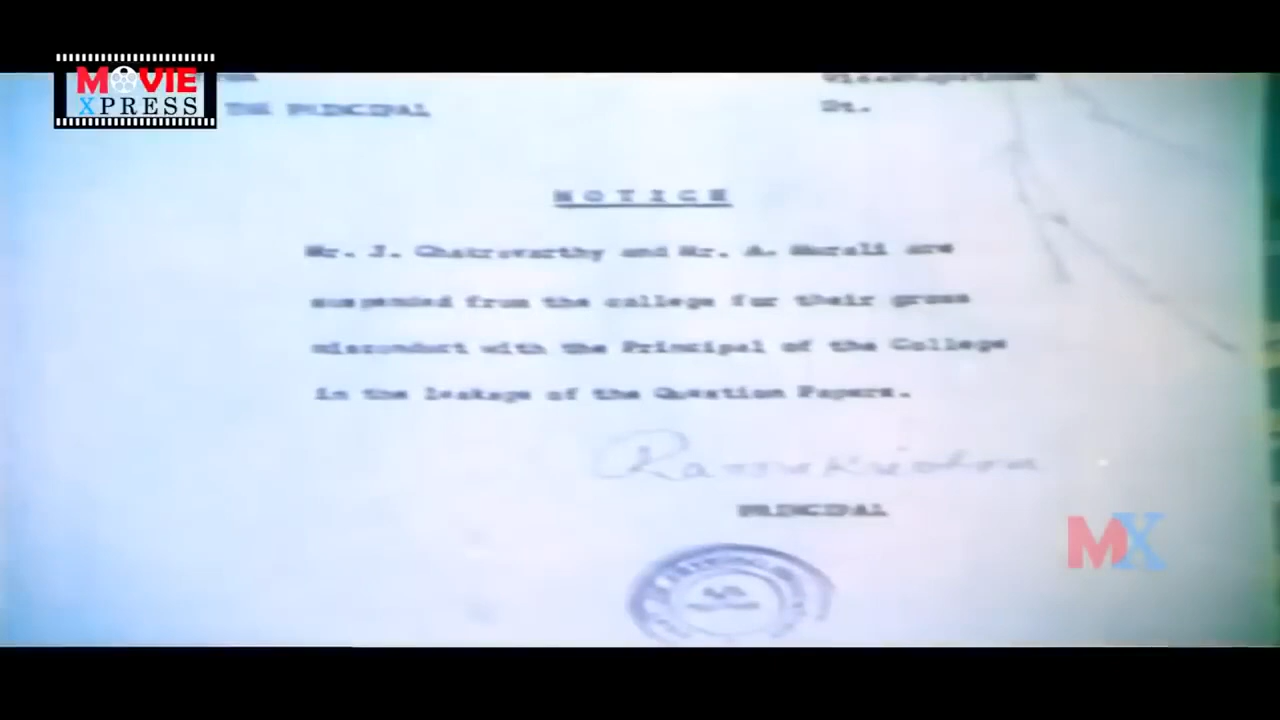 MOVIE
XPRESS
THE PRINCIPAL
Dt.
NOTICE
Mr. J. Chakravarthy and Mr. A. Murali are
suspended from the college for their gross
misconduct with the Principal of the College
in the leakage of the Question Papers.
Ramakrishna
PRINCIPAL
MX